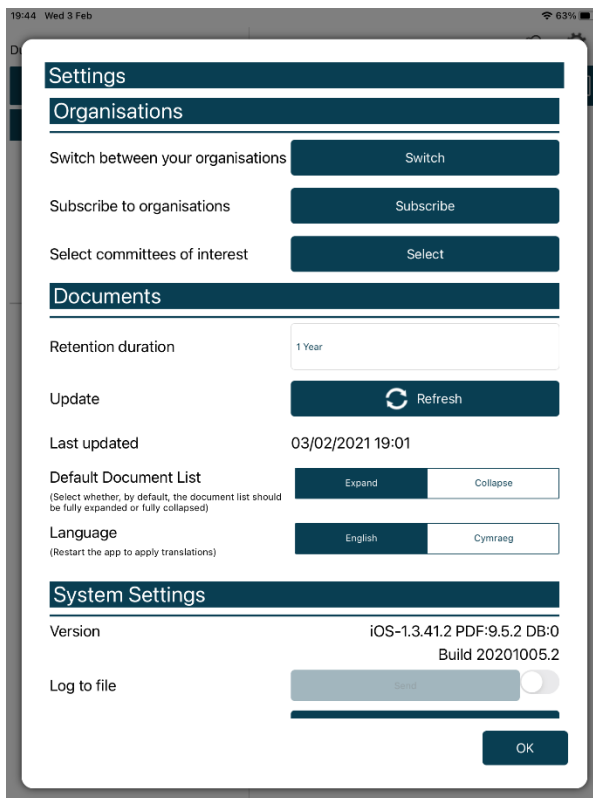 19:44 Wed 3 Feb 63%
Settings
Organisations
Switch between your organisations Switch
Subscribe to organisations Subscribe
Select committees of interest Select
Documents
Retention duration 1 Year
Update Refresh
Last updated 03/02/2021 19:01
Default Document List Expand Collapse
(Select whether, by default, the document list should
be fully expanded or fully collapsed)
Language English Cymraeg
(Restart the app to apply translations)
System Settings
Version iOS-1.3.41.2 PDF:9.5.2 DB:0
Build 20201005.2
Log to file Send
OK